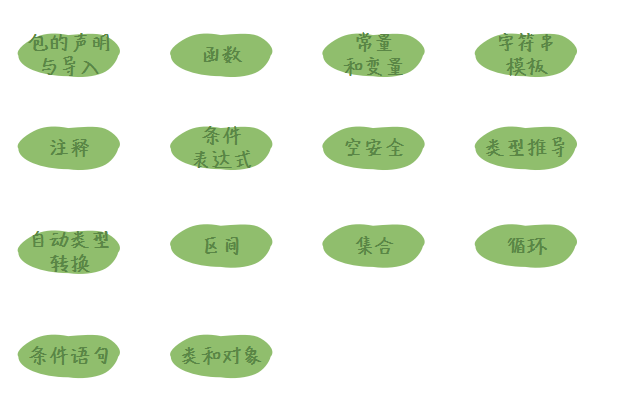 包的声明
与导入
函数
常量
和变量
字符串
模板
注释
条件
表达式
空安全
类型推导
自动类型
转换
区间
集合
循环
条件语句
类和对象